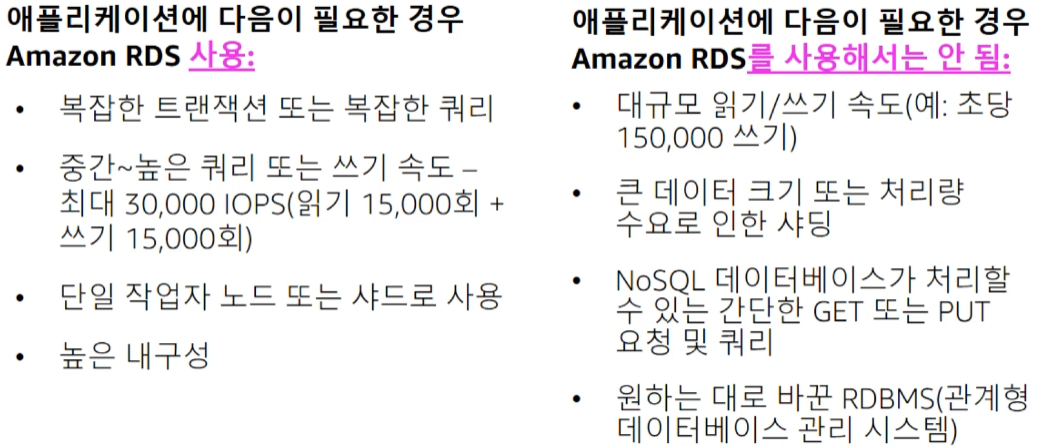 애플리케이션에 다음이 필요한 경우
Amazon RDS 사용:
• 복잡한 트랜잭션 또는 복잡한 쿼리
• 중간~높은 쿼리 또는 쓰기 속도 –
최대 30,000 IOPS(읽기 15,000회 +
쓰기 15,000회)
• 단일 작업자 노드 또는 샤드로 사용
• 높은 내구성
애플리케이션에 다음이 필요한 경우
Amazon RDS를 사용해서는 안 됨:
• 대규모 읽기/쓰기 속도(예: 초당
150,000 쓰기)
• 큰 데이터 크기 또는 처리량
수요로 인한 샤딩
• NoSQL 데이터베이스가 처리할
수 있는 간단한 GET 또는 PUT
요청 및 쿼리
• 원하는 대로 바꾼 RDBMS(관계형
데이터베이스 관리 시스템)